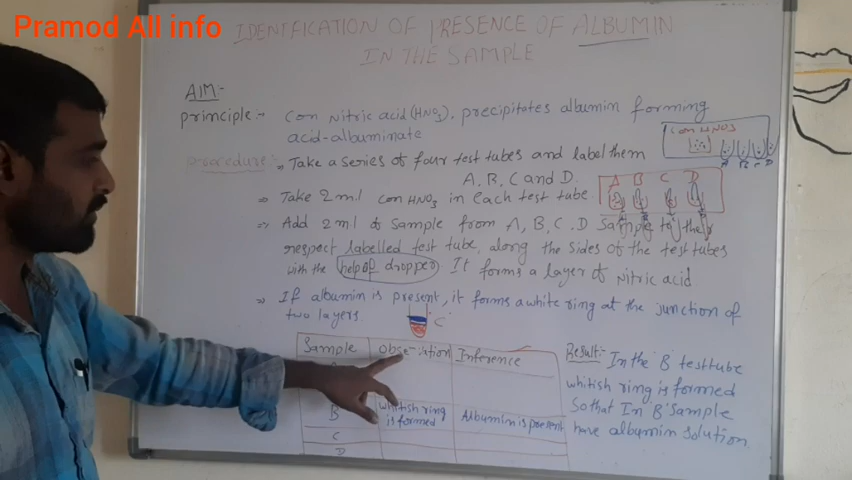 Pramod All info
IDENTIFICATION OF PRESENCE OF ALBUMIN
IN THE SAMPLE
AIM:-
principle:- Con Nitric acid (HNO3). precipitates albumin forming
acid-albuminate
Con HNO3
A B C D
procedure:- → Take a series of four test tubes and label them
A, B, C and D.
A B C D
→ Take 2 ml con HNO3 in each test tube.
→ Add 2 ml of sample from A, B, C, D sample to their
respect labelled test tube, along the sides of the test tubes
with the help of dropper It forms a layer of Nitric acid
→ If albumin is present, it forms a white ring at the junction of
two layers.
C
Sample Inference
B whitish ring is formed Albumin is present
C
D
Result:- In the 'B' test tube
whitish ring is formed
So that In B' Sample
have albumin solution.